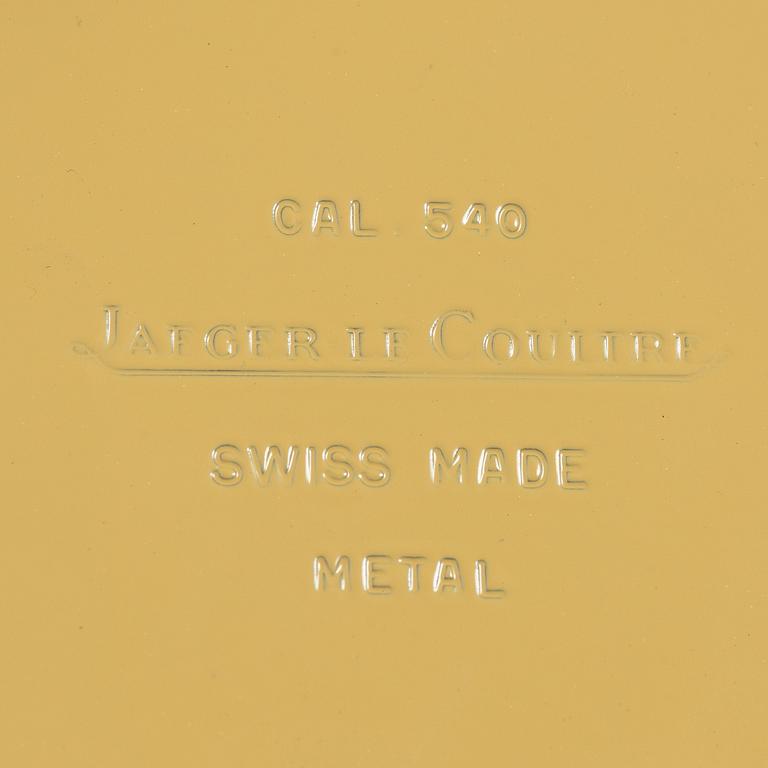 CAL. 540
JAEGER LE COULTRE
SWISS MADE
METAL